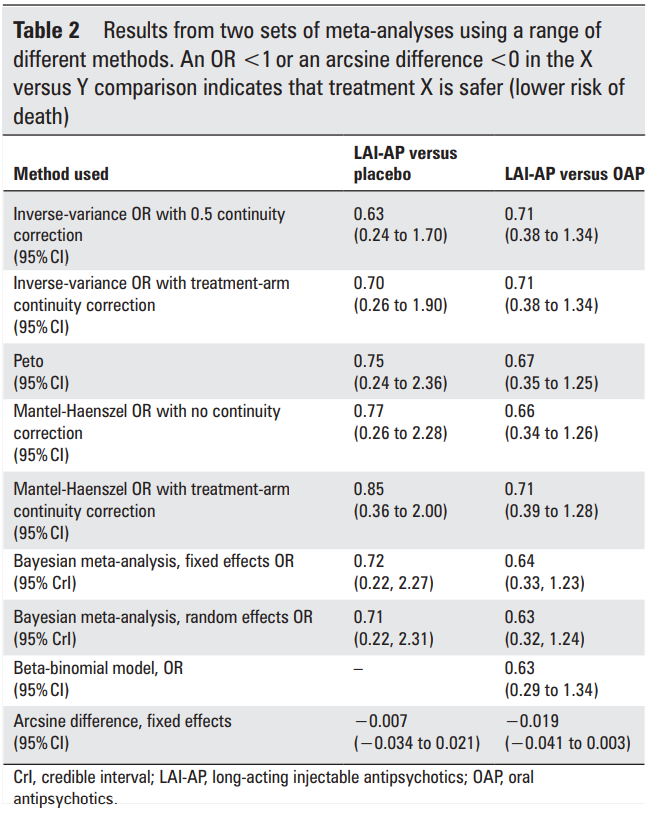 Table 2 Results from two sets of meta-analyses using a range of
different methods. An OR <1 or an arcsine difference <0 in the X
versus Y comparison indicates that treatment X is safer (lower risk of
death)
Method used LAI-AP versus placebo LAI-AP versus OAP
Inverse-variance OR with 0.5 continuity 0.63 0.71
correction (0.24 to 1.70) (0.38 to 1.34)
(95% CI)
Inverse-variance OR with treatment-arm 0.70 0.71
continuity correction (0.26 to 1.90) (0.38 to 1.34)
(95% CI)
Peto 0.75 0.67
(95% CI) (0.24 to 2.36) (0.35 to 1.25)
Mantel-Haenszel OR with no continuity 0.77 0.66
correction (0.26 to 2.28) (0.34 to 1.26)
(95% CI)
Mantel-Haenszel OR with treatment-arm 0.85 0.71
continuity correction (0.36 to 2.00) (0.39 to 1.28)
(95% CI)
Bayesian meta-analysis, fixed effects OR 0.72 0.64
(95% CrI) (0.22, 2.27) (0.33, 1.23)
Bayesian meta-analysis, random effects OR 0.71 0.63
(95% CrI) (0.22, 2.31) (0.32, 1.24)
Beta-binomial model, OR – 0.63
(95% CI) (0.29 to 1.34)
Arcsine difference, fixed effects −0.007 −0.019
(95% CI) (−0.034 to 0.021) (−0.041 to 0.003)
CrI, credible interval; LAI-AP, long-acting injectable antipsychotics; OAP, oral
antipsychotics.